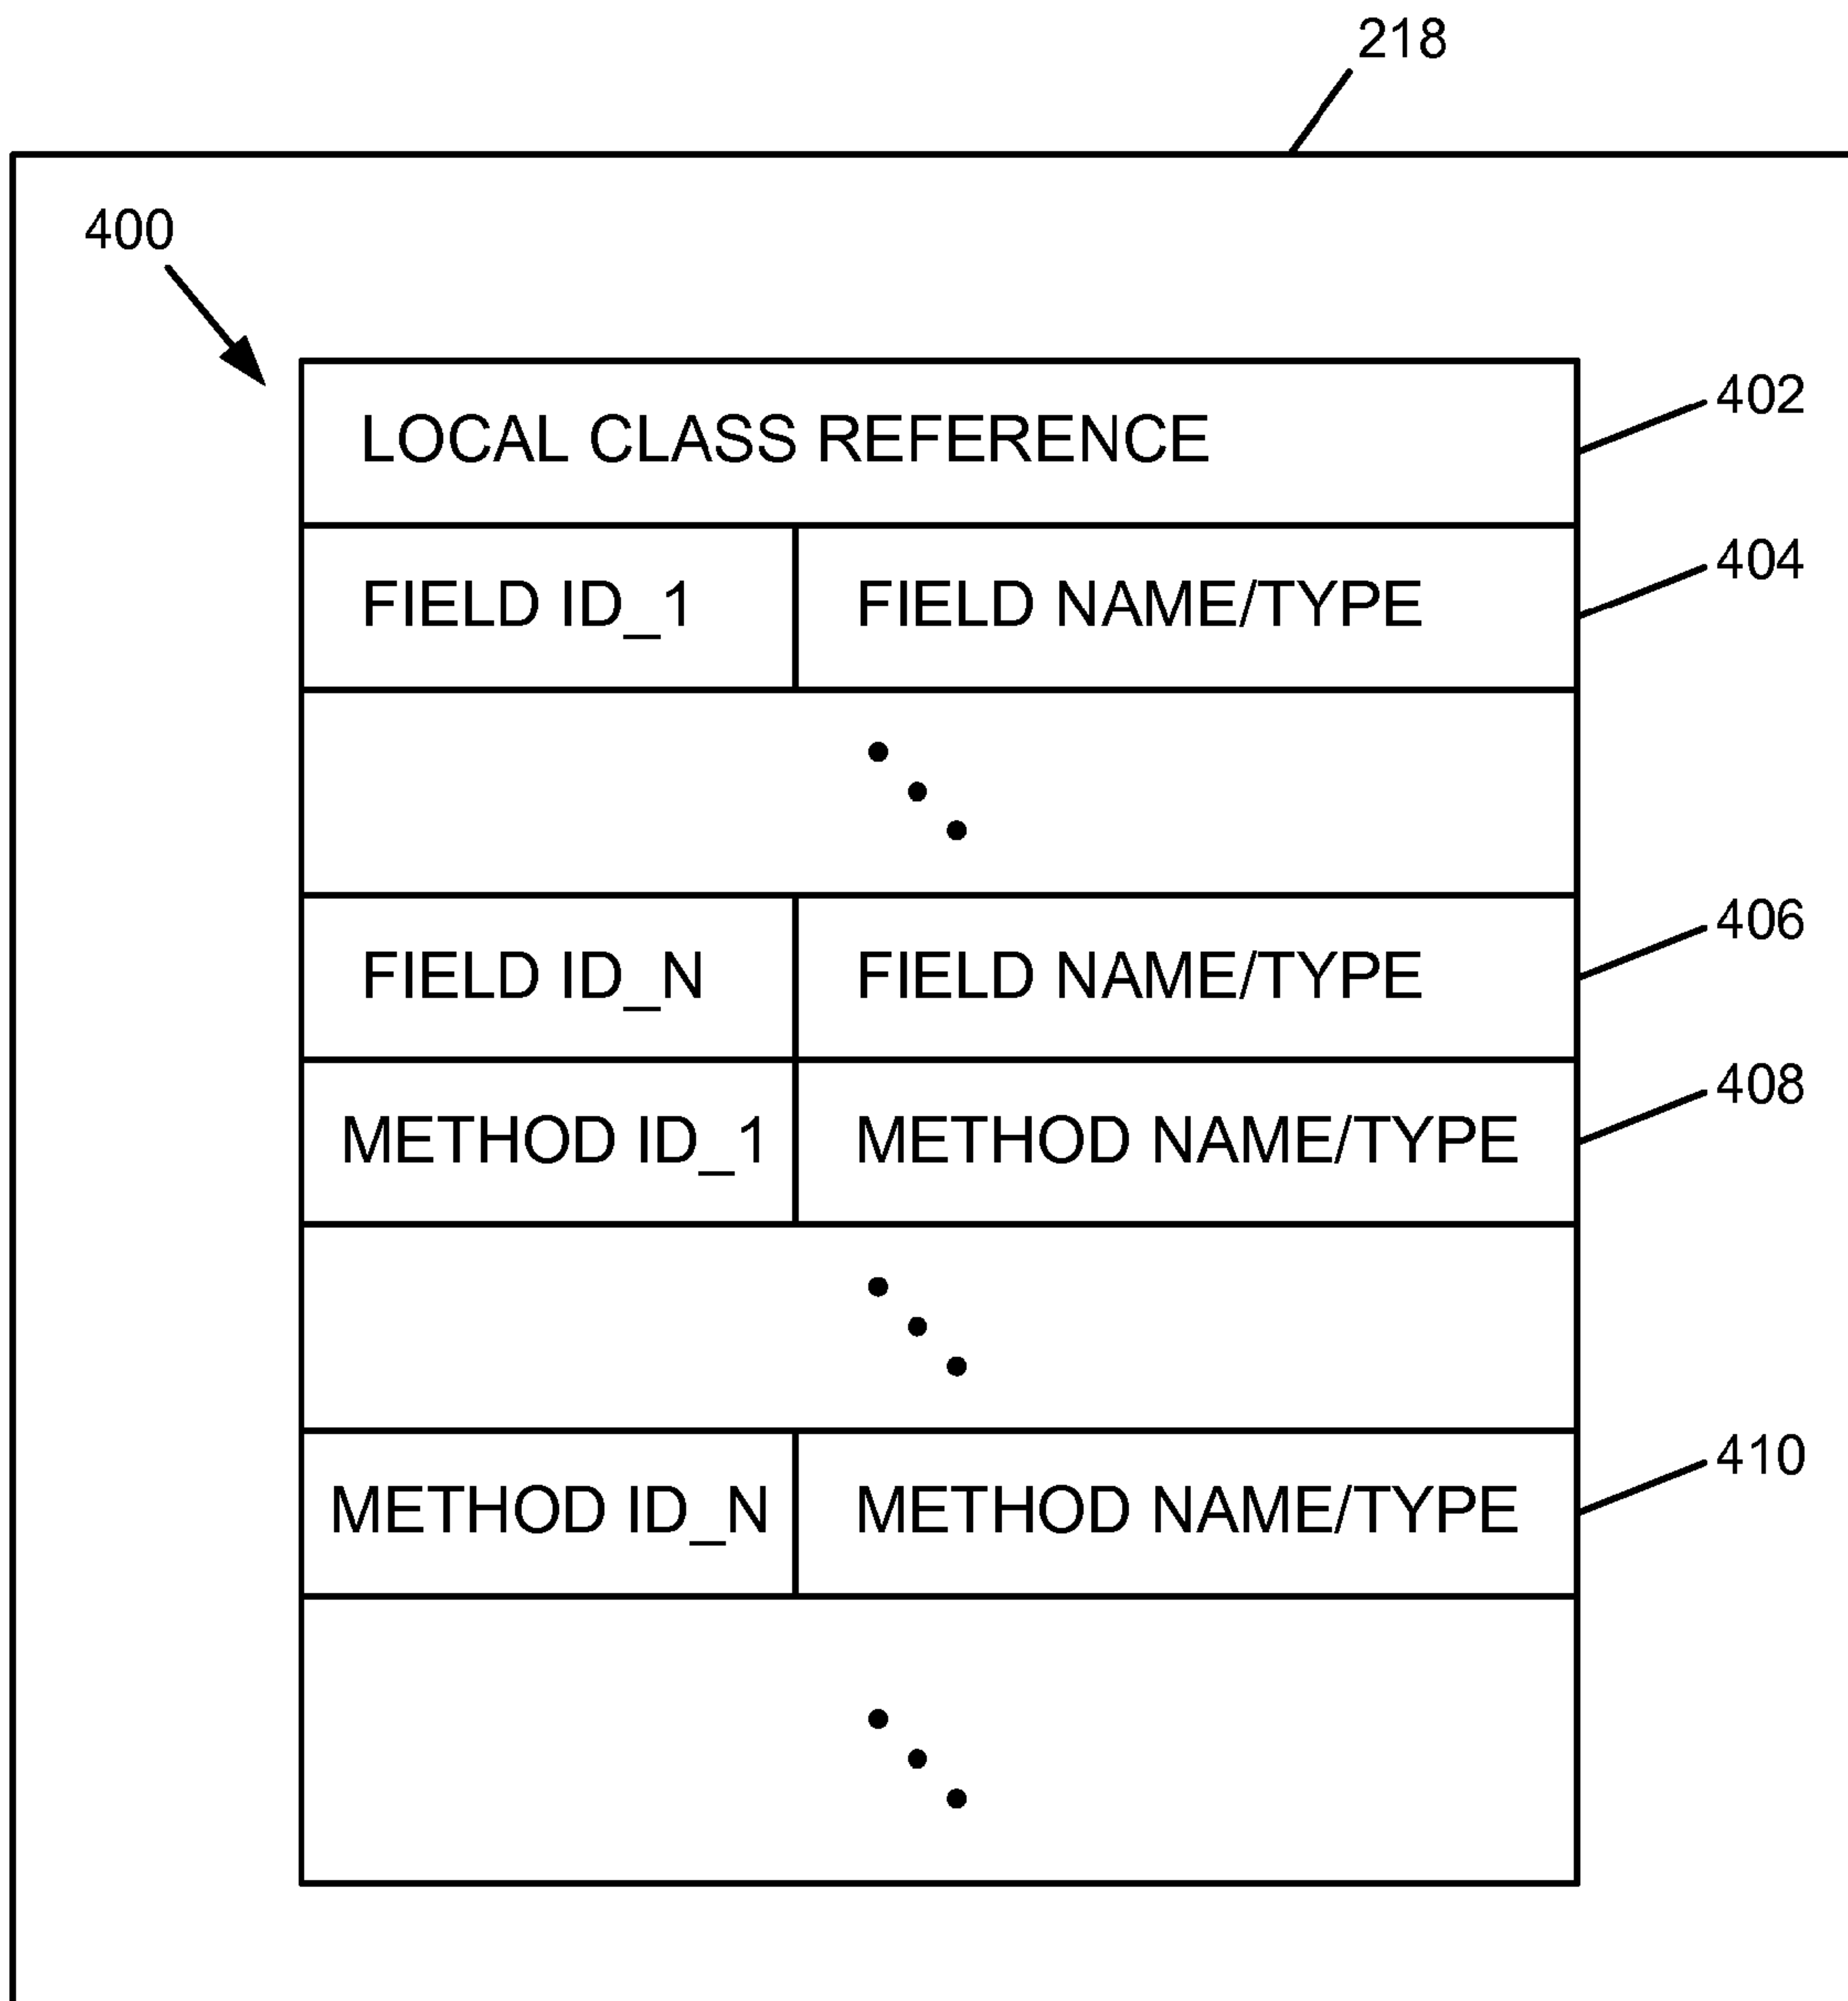 218
400
LOCAL CLASS REFERENCE 402
FIELD ID_1 FIELD NAME/TYPE 404
FIELD ID_N FIELD NAME/TYPE 406
METHOD ID_1 METHOD NAME/TYPE 408
METHOD ID_N METHOD NAME/TYPE 410